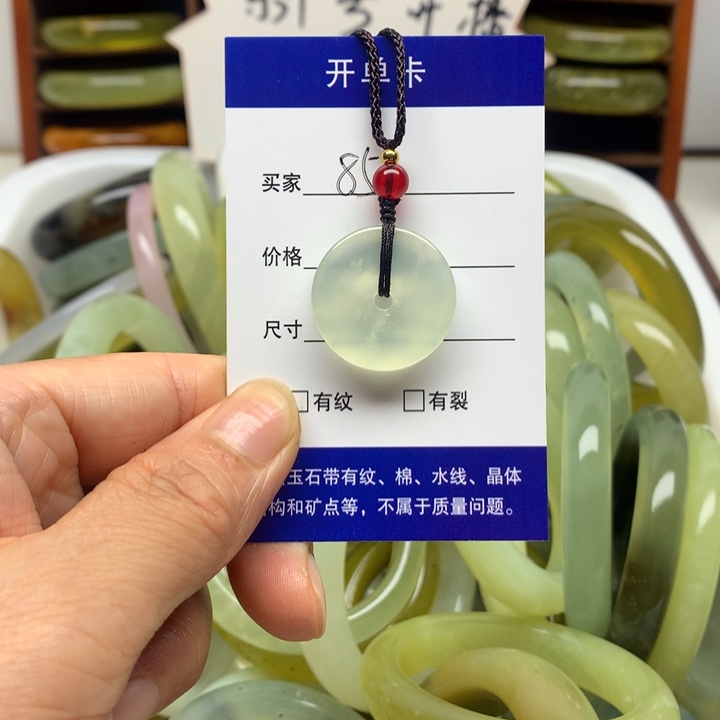 开单卡
买家 85
价格
尺寸
□有纹 □有裂
玉石带有纹、棉、水线、晶体
构和矿点等，不属于质量问题。